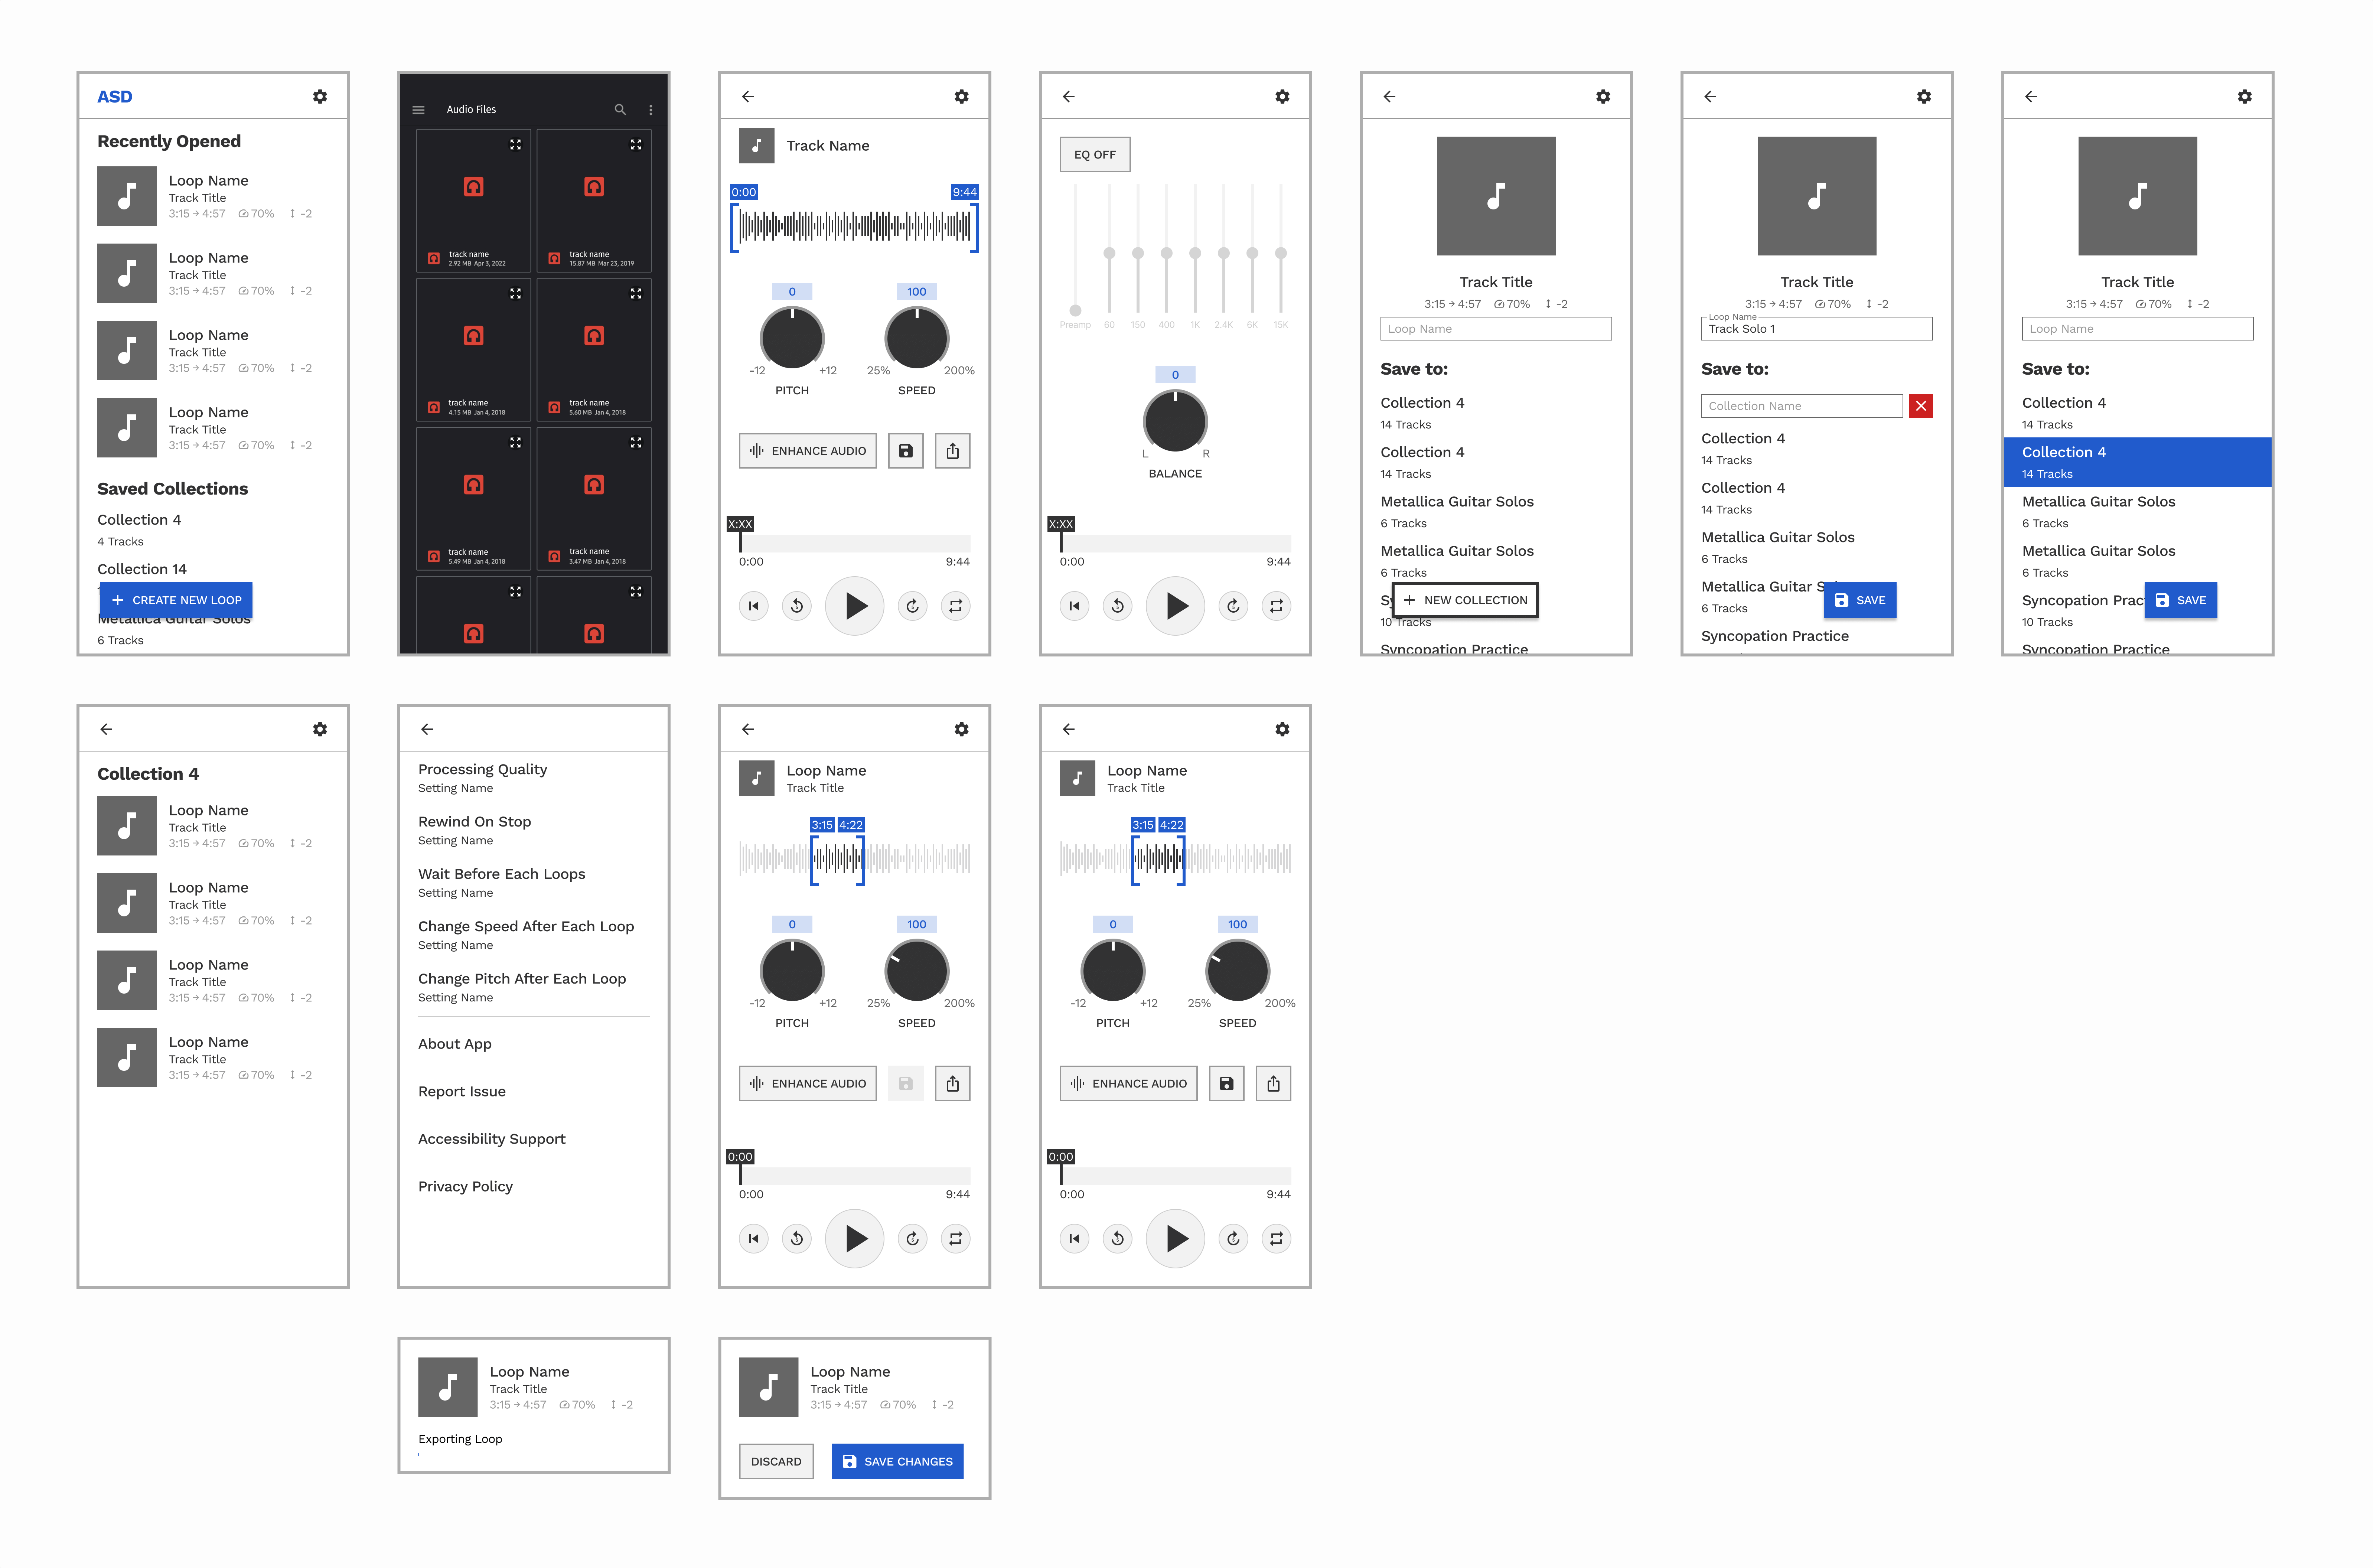 ASD
Recently Opened
Loop Name
Track Title
3:15 → 4:57 70% -2
Loop Name
Track Title
3:15 → 4:57 70% -2
Loop Name
Track Title
3:15 → 4:57 70% -2
Loop Name
Track Title
3:15 → 4:57 70% -2
Saved Collections
Collection 4
4 Tracks
Collection 14
+ CREATE NEW LOOP
Metallica Guitar Solos
6 Tracks
Audio Files
track name
2.92 MB Apr 3, 2022
track name
15.87 MB Mar 23, 2019
track name
4.15 MB Jan 4, 2018
track name
5.60 MB Jan 4, 2018
track name
5.49 MB Jan 4, 2018
track name
3.47 MB Jan 4, 2018
Track Name
0:00 9:44
0 100
-12 +12 25% 200%
PITCH SPEED
ENHANCE AUDIO
X:XX
0:00 9:44
EQ OFF
Preamp 60 150 400 1K 2.4K 6K 15K
0
L R
BALANCE
X:XX
0:00 9:44
Track Title
3:15 → 4:57 70% -2
Loop Name
Save to:
Collection 4
14 Tracks
Collection 4
14 Tracks
Metallica Guitar Solos
6 Tracks
Metallica Guitar Solos
6 Tracks
Sy
+ NEW COLLECTION
10 Tracks
Syncopation Practice
Track Title
3:15 → 4:57 70% -2
Loop Name
Track Solo 1
Save to:
Collection Name
Collection 4
14 Tracks
Collection 4
14 Tracks
Metallica Guitar Solos
6 Tracks
Metallica Guitar S
SAVE
6 Tracks
Syncopation Practice
Track Title
3:15 → 4:57 70% -2
Loop Name
Save to:
Collection 4
14 Tracks
Collection 4
14 Tracks
Metallica Guitar Solos
6 Tracks
Metallica Guitar Solos
6 Tracks
Syncopation Prac
SAVE
10 Tracks
Syncopation Practice
Collection 4
Loop Name
Track Title
3:15 → 4:57 70% -2
Loop Name
Track Title
3:15 → 4:57 70% -2
Loop Name
Track Title
3:15 → 4:57 70% -2
Loop Name
Track Title
3:15 → 4:57 70% -2
Processing Quality
Setting Name
Rewind On Stop
Setting Name
Wait Before Each Loops
Setting Name
Change Speed After Each Loop
Setting Name
Change Pitch After Each Loop
Setting Name
About App
Report Issue
Accessibility Support
Privacy Policy
Loop Name
Track Title
3:15 4:22
0 100
-12 +12 25% 200%
PITCH SPEED
ENHANCE AUDIO
0:00
0:00 9:44
Loop Name
Track Title
3:15 4:22
0 100
-12 +12 25% 200%
PITCH SPEED
ENHANCE AUDIO
0:00
0:00 9:44
Loop Name
Track Title
3:15 → 4:57 70% -2
Exporting Loop
Loop Name
Track Title
3:15 → 4:57 70% -2
DISCARD SAVE CHANGES